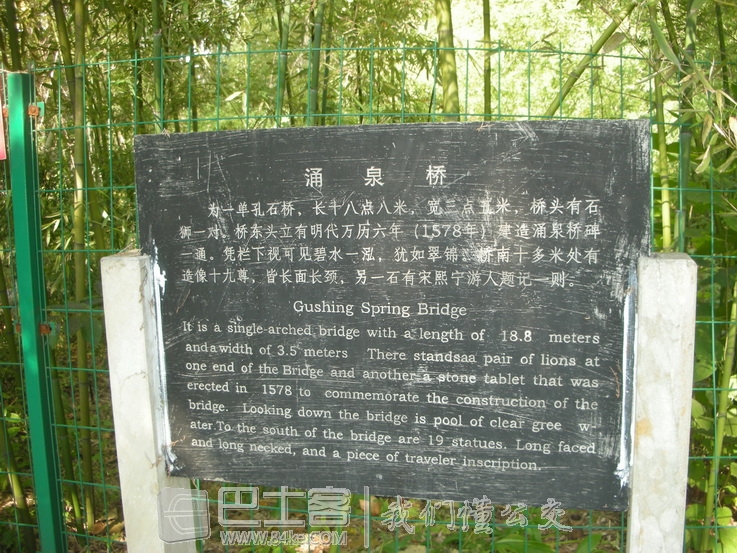 涌泉桥
为一单孔石桥，长十八点八米，宽三点五米，桥头有石
狮一对。桥东头立有明代万历六年（1578年）建造涌泉桥碑
一通。凭栏下视可见碧水一泓，犹如翠锦。桥南十多米处有
造像十九尊，皆长面长颈，另一石有宋熙宁游人题记一则。
Gushing Spring Bridge
It is a single-arched bridge with a length of 18.8 meters
and a width of 3.5 meters There standsaa pair of lions at
one end of the Bridge and another a stone tablet that was
erected in 1578 to commemorate the construction of the
bridge. Looking down the bridge is pool of clear gree w
ater.To the south of the bridge are 19 statues. Long faced
and long necked, and a piece of traveler inscription.
巴士客 我们懂公交
www.84ke.com